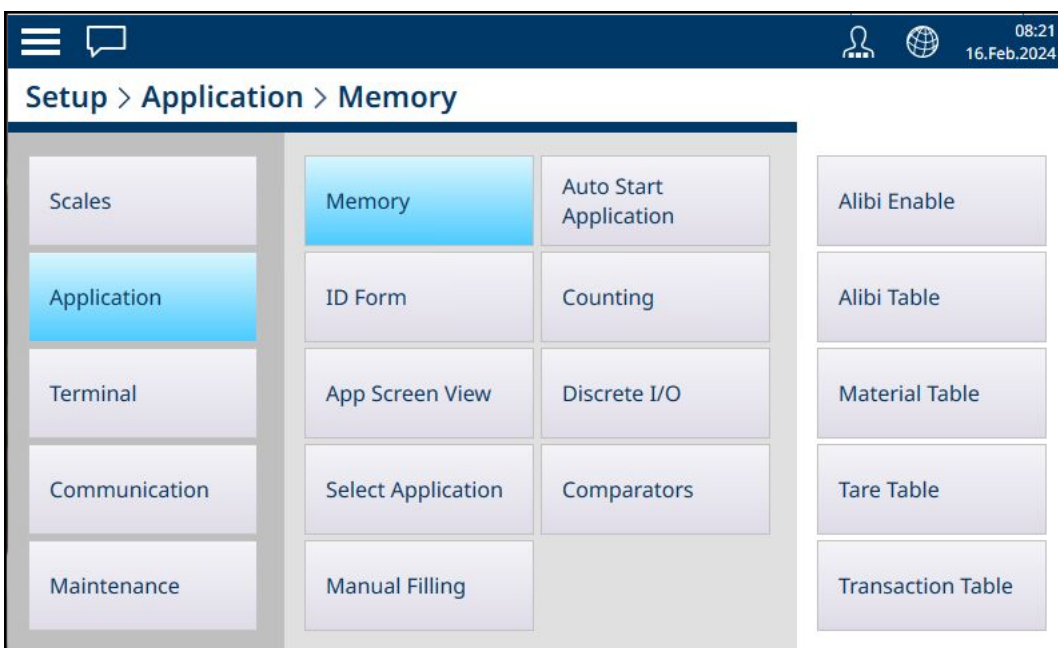 08:21
16.Feb.2024
Setup > Application > Memory
Scales
Application
Terminal
Communication
Maintenance
Memory
ID Form
App Screen View
Select Application
Manual Filling
Auto Start
Application
Counting
Discrete I/O
Comparators
Alibi Enable
Alibi Table
Material Table
Tare Table
Transaction Table